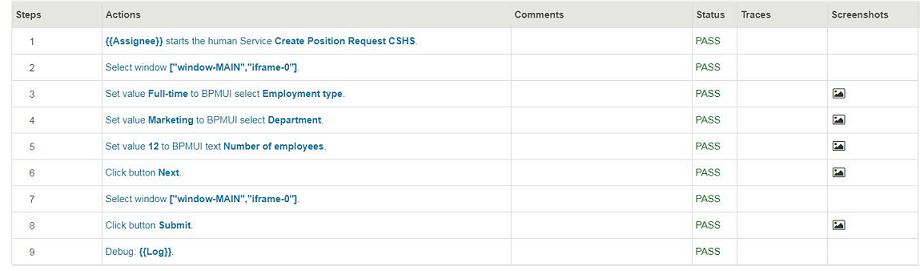 Steps Actions Comments Status Traces Screenshots
1 {{Assignee}} starts the human Service Create Position Request CSHS. PASS
2 Select window ["window-MAIN","iframe-0"]. PASS
3 Set value Full-time to BPMUI select Employment type. PASS
4 Set value Marketing to BPMUI select Department. PASS
5 Set value 12 to BPMUI text Number of employees. PASS
6 Click button Next. PASS
7 Select window ["window-MAIN","iframe-0"]. PASS
8 Click button Submit. PASS
9 Debug: {{Log}}. PASS